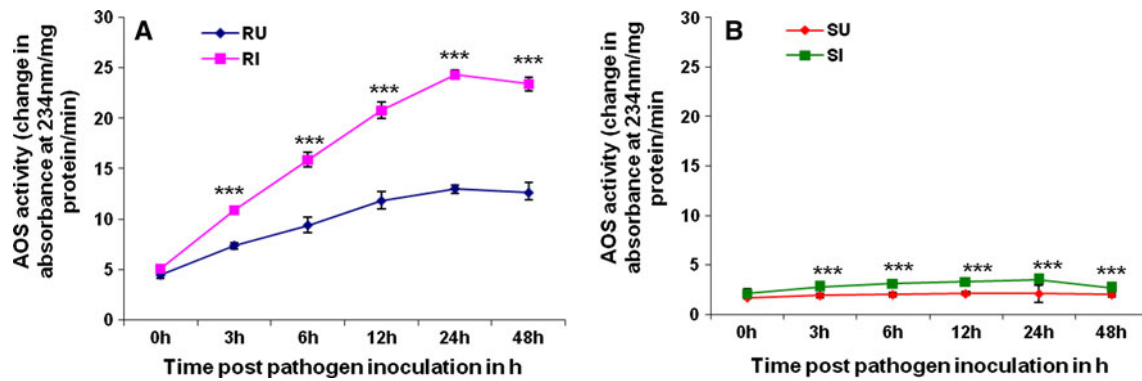 A
RU
RI
AOS activity (change in
absorbance at 234nm/mg
protein/min)
30
25
20
15
10
5
0
***
***
***
***
***
0h
3h
6h
12h
24h
48h
Time post pathogen inoculation in h
B
SU
SI
AOS activity (change in
absorbance at 234nm/mg
protein/min
30
25
20
15
10
5
0
***
***
***
***
***
0h
3h
6h
12h
24h
48h
Time post pathogen inoculation in h